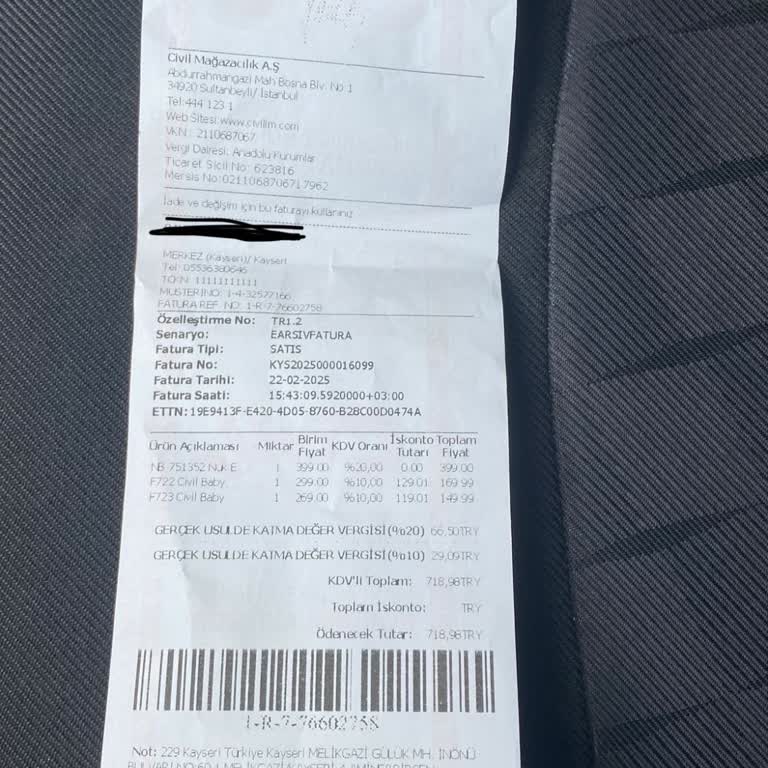 Civil Mağazacılık A.Ş
Abdurrahmangazi Mah Bosna Blv. No 1
34920 Sultanbeyli/ İstanbul
Tel:444 123 1
Web Sitesi:www.civilim.com
VKN: 2110687067
Vergi Dairesi: Anadolu Kurumlar
Ticaret Sicil No: 623816
Mersis No:0211068706717962
İade ve değişim için bu faturayı kullanınız
MERKEZ (Kayseri)/ Kayseri
Tel: 05536360646
TCKN: 11111111111
MUSTERI NO: 1-4-32577166
FATURA REF. NO: 1-R-7-76602758
Özelleştirme No: TR1.2
Senaryo: EARSIVFATURA
Fatura Tipi: SATIS
Fatura No: KYS2025000016099
Fatura Tarihi: 22-02-2025
Fatura Saati: 15:43:09.5920000+03:00
ETTN: 19E9413F-E420-4D05-8760-B28C00D0474A
Ürün Açıklaması Miktar Birim Fiyat KDV Oranı İskonto Tutarı Toplam Fiyat
NB 751352 Nuk E 1 399.00 %20,00 0.00 399.00
F722 Civil Baby 1 299.00 %10,00 129.01 169.99
F723 Civil Baby 1 269.00 %10,00 119.01 149.99
GERÇEK USULDE KATMA DEĞER VERGİSİ(%20) 66,50TRY
GERÇEK USULDE KATMA DEĞER VERGİSİ(%10) 29,09TRY
KDV'li Toplam: 718,98TRY
Toplam İskonto: TRY
Ödenecek Tutar: 718,98TRY
1-R-7-76602758
Not: 229 Kayseri Türkiye Kayseri MELİKGAZİ GÜLÜK MH. İNÖNÜ